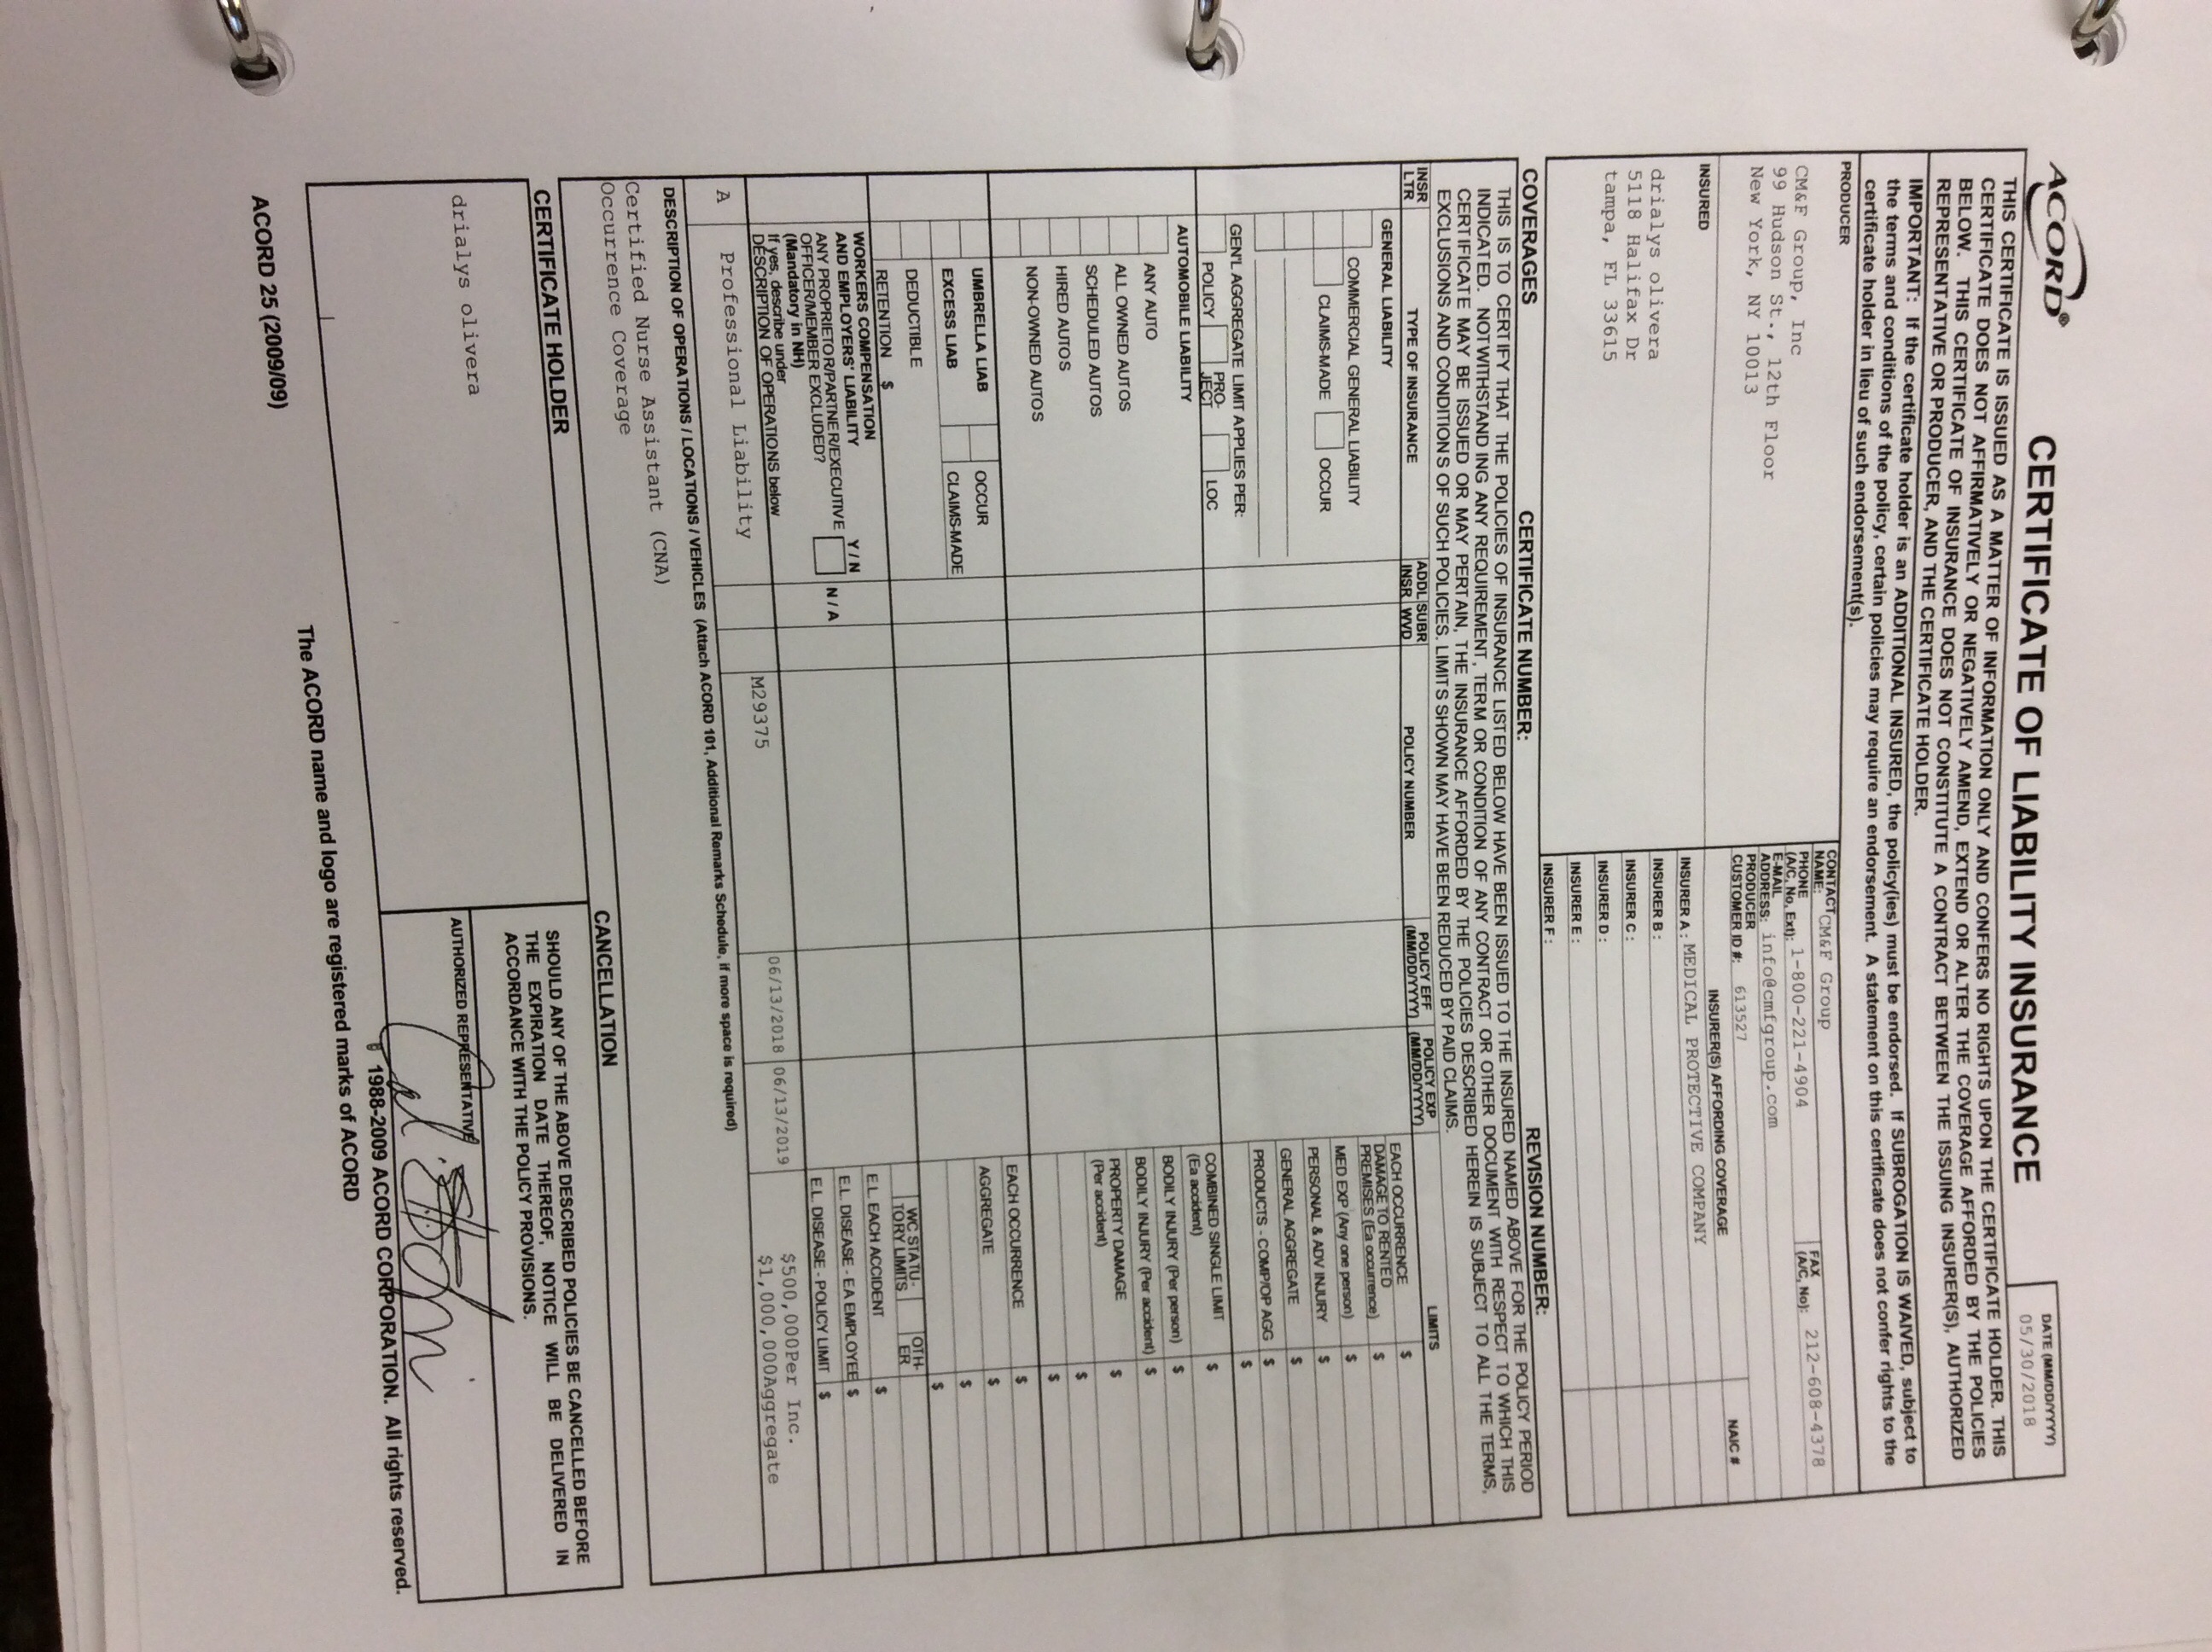 ACORD®
CERTIFICATE OF LIABILITY INSURANCE
DATE (MM/DD/YYYY)
05/30/2018
THIS CERTIFICATE IS ISSUED AS A MATTER OF INFORMATION ONLY AND CONFERS NO RIGHTS UPON THE CERTIFICATE HOLDER. THIS
CERTIFICATE DOES NOT AFFIRMATIVELY OR NEGATIVELY AMEND, EXTEND OR ALTER THE COVERAGE AFFORDED BY THE POLICIES
BELOW. THIS CERTIFICATE OF INSURANCE DOES NOT CONSTITUTE A CONTRACT BETWEEN THE ISSUING INSURER(S), AUTHORIZED
REPRESENTATIVE OR PRODUCER, AND THE CERTIFICATE HOLDER.
IMPORTANT: If the certificate holder is an ADDITIONAL INSURED, the policy(ies) must be endorsed. If SUBROGATION IS WAIVED, subject to
the terms and conditions of the policy, certain policies may require an endorsement. A statement on this certificate does not confer rights to the
certificate holder in lieu of such endorsement(s).
PRODUCER
CM&F Group, Inc
99 Hudson St., 12th Floor
New York, NY 10013
CONTACT NAME: CM&F Group
PHONE (A/C, No, Ext): 1-800-221-4904
FAX (A/C, No): 212-608-4378
E-MAIL ADDRESS: info@cmfgroup.com
PRODUCER CUSTOMER ID #: 613527
INSURER(S) AFFORDING COVERAGE
NAIC #
INSURED
drialys olivera
5118 Halifax Dr
tampa, FL 33615
INSURER A : MEDICAL PROTECTIVE COMPANY
INSURER B :
INSURER C :
INSURER D :
INSURER E :
INSURER F :
COVERAGES CERTIFICATE NUMBER: REVISION NUMBER:
THIS IS TO CERTIFY THAT THE POLICIES OF INSURANCE LISTED BELOW HAVE BEEN ISSUED TO THE INSURED NAMED ABOVE FOR THE POLICY PERIOD
INDICATED. NOTWITHSTAND ING ANY REQUIREMENT, TERM OR CONDITION OF ANY CONTRACT OR OTHER DOCUMENT WITH RESPECT TO WHICH THIS
CERTIFICATE MAY BE ISSUED OR MAY PERTAIN, THE INSURANCE AFFORDED BY THE POLICIES DESCRIBED HEREIN IS SUBJECT TO ALL THE TERMS,
EXCLUSIONS AND CONDITIONS OF SUCH POLICIES. LIMITS SHOWN MAY HAVE BEEN REDUCED BY PAID CLAIMS.
INSR LTR
TYPE OF INSURANCE
ADDL INSR
SUBR WVD
POLICY NUMBER
POLICY EFF (MM/DD/YYYY)
POLICY EXP (MM/DD/YYYY)
LIMITS
GENERAL LIABILITY
COMMERCIAL GENERAL LIABILITY
CLAIMS-MADE OCCUR
GEN'L AGGREGATE LIMIT APPLIES PER:
POLICY PRO-JECT LOC
EACH OCCURRENCE $
DAMAGE TO RENTED
PREMISES (Ea occurrence) $
MED EXP (Any one person) $
PERSONAL & ADV INJURY $
GENERAL AGGREGATE $
PRODUCTS - COMP/OP AGG $
$
AUTOMOBILE LIABILITY
ANY AUTO
ALL OWNED AUTOS
SCHEDULED AUTOS
HIRED AUTOS
NON-OWNED AUTOS
COMBINED SINGLE LIMIT
(Ea accident) $
BODILY INJURY (Per person) $
BODILY INJURY (Per accident) $
PROPERTY DAMAGE
(Per accident) $
$
$
UMBRELLA LIAB OCCUR
EXCESS LIAB CLAIMS-MADE
DEDUCTIBLE
RETENTION $
EACH OCCURRENCE $
AGGREGATE $
$
$
WORKERS COMPENSATION
AND EMPLOYERS' LIABILITY Y / N
ANY PROPRIETOR/PARTNER/EXECUTIVE
OFFICER/MEMBER EXCLUDED? N / A
(Mandatory in NH)
If yes, describe under
DESCRIPTION OF OPERATIONS below
WC STATU-TORY LIMITS OTH-ER
E.L. EACH ACCIDENT $
E.L. DISEASE - EA EMPLOYEE $
E.L. DISEASE - POLICY LIMIT $
A Professional Liability M29375 06/13/2018 06/13/2019 $500,000Per Inc.
$1,000,000Aggregate
DESCRIPTION OF OPERATIONS / LOCATIONS / VEHICLES (Attach ACORD 101, Additional Remarks Schedule, if more space is required)
Certified Nurse Assistant (CNA)
Occurrence Coverage
CERTIFICATE HOLDER
drialys olivera
CANCELLATION
SHOULD ANY OF THE ABOVE DESCRIBED POLICIES BE CANCELLED BEFORE
THE EXPIRATION DATE THEREOF, NOTICE WILL BE DELIVERED IN
ACCORDANCE WITH THE POLICY PROVISIONS.
AUTHORIZED REPRESENTATIVE
1988-2009 ACORD CORPORATION. All rights reserved.
ACORD 25 (2009/09)
The ACORD name and logo are registered marks of ACORD